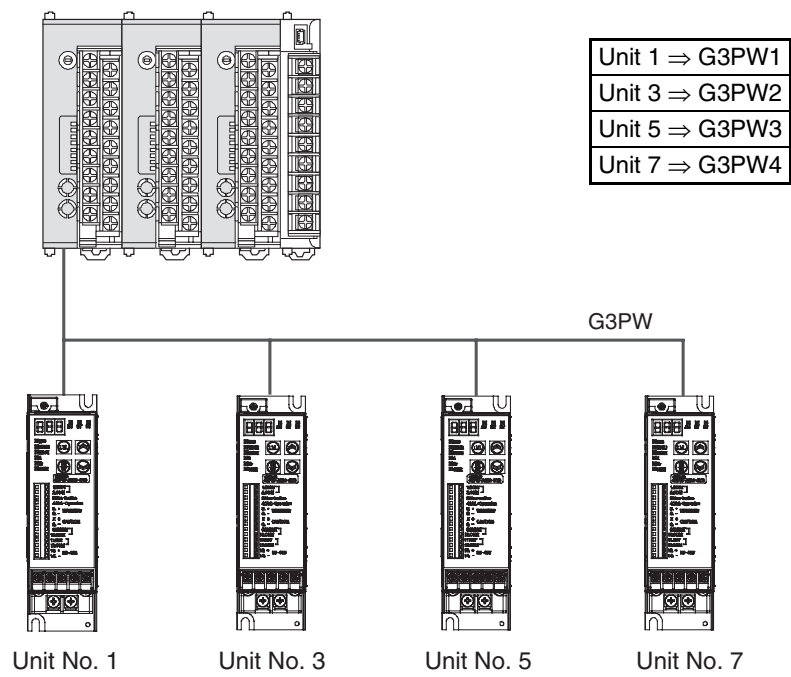 Unit 1 ⇒ G3PW1
Unit 3 ⇒ G3PW2
Unit 5 ⇒ G3PW3
Unit 7 ⇒ G3PW4
G3PW
Unit No. 1
Unit No. 3
Unit No. 5
Unit No. 7